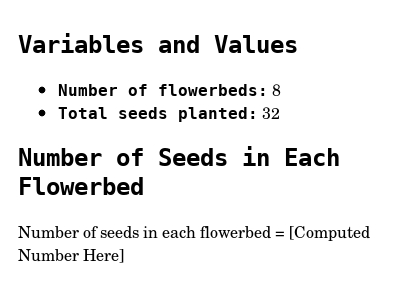 Variables and Values
• Number of flowerbeds: 8
• Total seeds planted: 32
Number of Seeds in Each
Flowerbed
Number of seeds in each flowerbed = [Computed
Number Here]